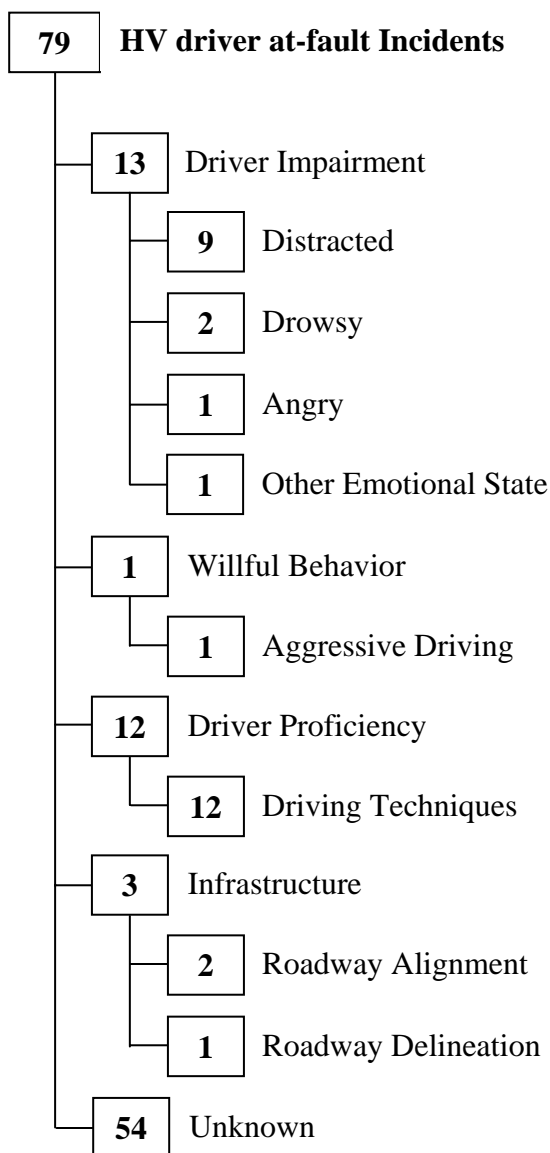 79 HV driver at-fault Incidents
13 Driver Impairment
9 Distracted
2 Drowsy
1 Angry
1 Other Emotional State
1 Willful Behavior
1 Aggressive Driving
12 Driver Proficiency
12 Driving Techniques
3 Infrastructure
2 Roadway Alignment
1 Roadway Delineation
54 Unknown